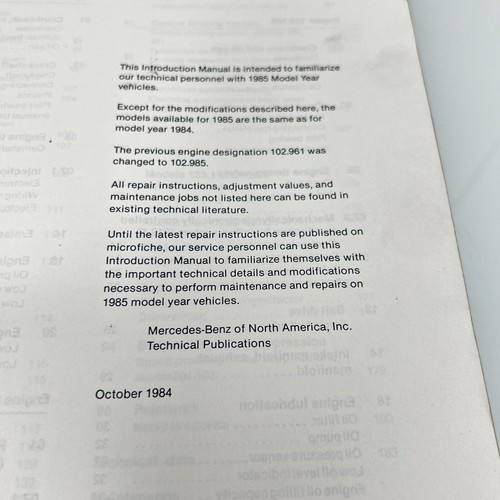 This Introduction Manual is intended to familiarize
our technical personnel with 1985 Model Year
vehicles.
Except for the modifications described here, the
models available for 1985 are the same as for
model year 1984.
The previous engine designation 102.961 was
changed to 102.985.
All repair instructions, adjustment values, and
maintenance jobs not listed here can be found in
existing technical literature.
Until the latest repair instructions are published on
microfiche, our service personnel can use this
Introduction Manual to familiarize themselves with
the important technical details and modifications
necessary to perform maintenance and repairs on
1985 model year vehicles.
Mercedes-Benz of North America, Inc.
Technical Publications
October 1984